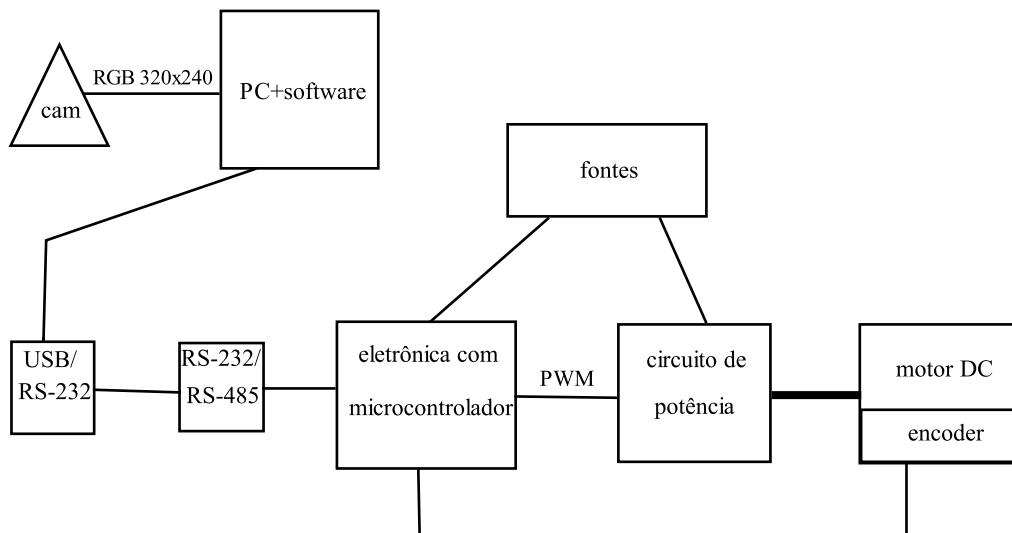 RGB 320x240
cam
PC+software
fontes
USB/
RS-232
RS-232/
RS-485
eletrônica com
microcontrolador
PWM
circuito de
potência
motor DC
encoder